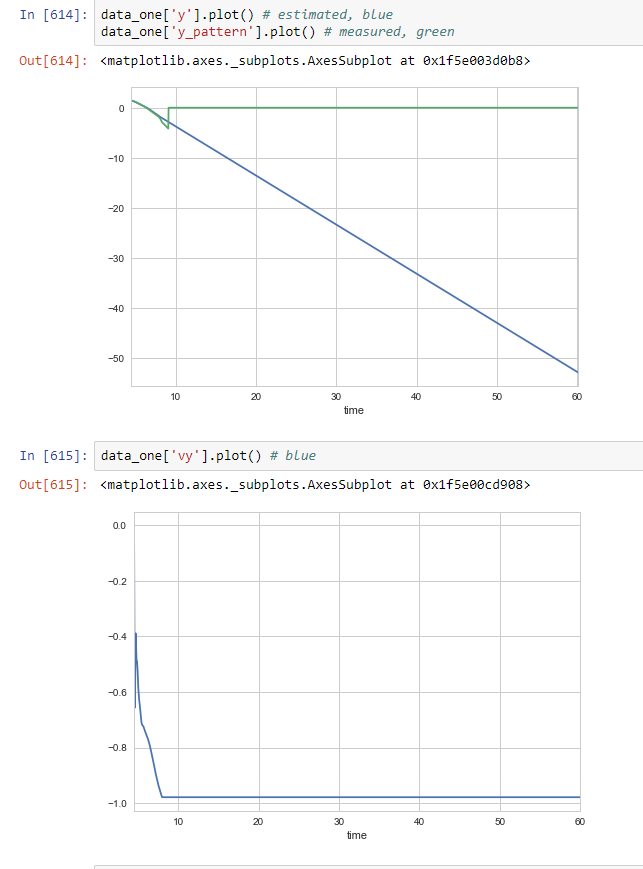 In [614]: data_one['y'].plot() # estimated, blue
data_one['y_pattern'].plot() # measured, green
Out[614]: <matplotlib.axes._subplots.AxesSubplot at 0x1f5e003d0b8>
0
−10
−20
−30
−40
−50
10 20 30 40 50 60
time
In [615]: data_one['vy'].plot() # blue
Out[615]: <matplotlib.axes._subplots.AxesSubplot at 0x1f5e00cd908>
0.0
−0.2
−0.4
−0.6
−0.8
−1.0
10 20 30 40 50 60
time